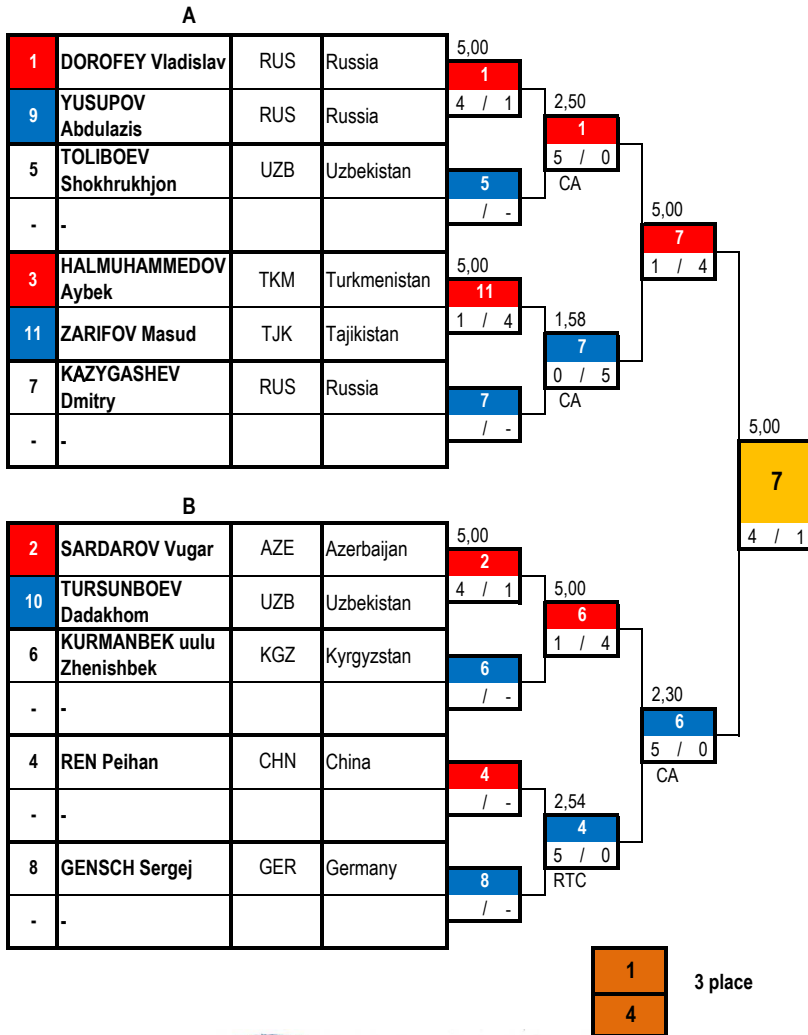 A
1 DOROFEY Vladislav RUS Russia
9 YUSUPOV
Abdulazis RUS Russia
5 TOLIBOEV
Shokhrukhjon UZB Uzbekistan
- -
3 HALMUHAMMEDOV
Aybek TKM Turkmenistan
11 ZARIFOV Masud TJK Tajikistan
7 KAZYGASHEV
Dmitry RUS Russia
- -
5,00
1
4 / 1
5
/ -
5,00
11
1 / 4
7
/ -
2,50
1
5 / 0
CA
1,58
7
0 / 5
CA
5,00
7
1 / 4
B
2 SARDAROV Vugar AZE Azerbaijan
10 TURSUNBOEV
Dadakhom UZB Uzbekistan
6 KURMANBEK uulu
Zhenishbek KGZ Kyrgyzstan
- -
4 REN Peihan CHN China
- -
8 GENSCH Sergej GER Germany
- -
5,00
2
4 / 1
6
/ -
4
/ -
8
/ -
5,00
6
1 / 4
2,54
4
5 / 0
RTC
2,30
6
5 / 0
CA
5,00
7
4 / 1
1
4
3 place